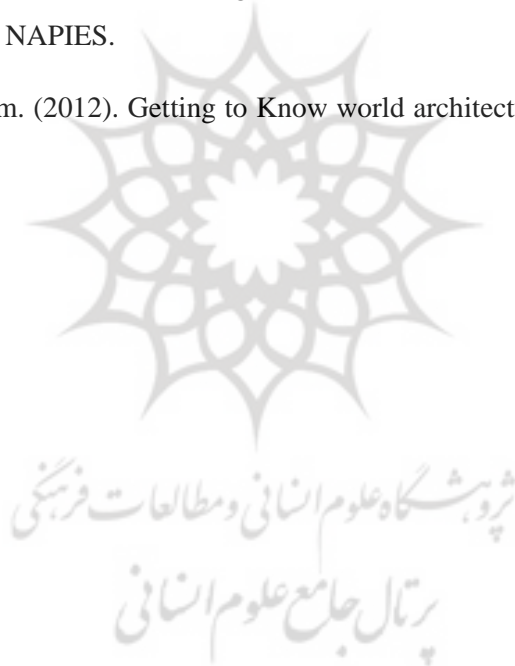 NAPIES.
m. (2012). Getting to Know world architect
پژوهشگاه علوم انسانی و مطالعات فرهنگی
پرتال جامع علوم انسانی